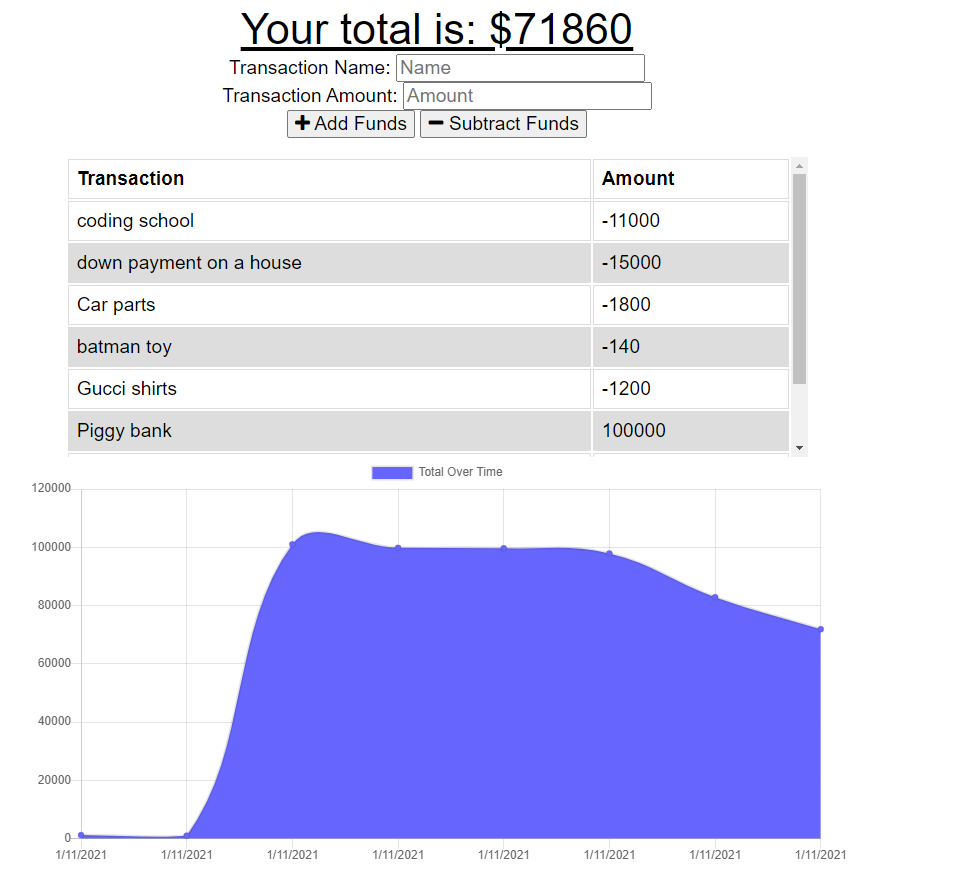 Your total is: $71860
Transaction Name: Name
Transaction Amount: Amount
Add Funds Subtract Funds
Transaction Amount
coding school -11000
down payment on a house -15000
Car parts -1800
batman toy -140
Gucci shirts -1200
Piggy bank 100000
Total Over Time
120000
100000
80000
60000
40000
20000
0
1/11/2021 1/11/2021 1/11/2021 1/11/2021 1/11/2021 1/11/2021 1/11/2021 1/11/2021